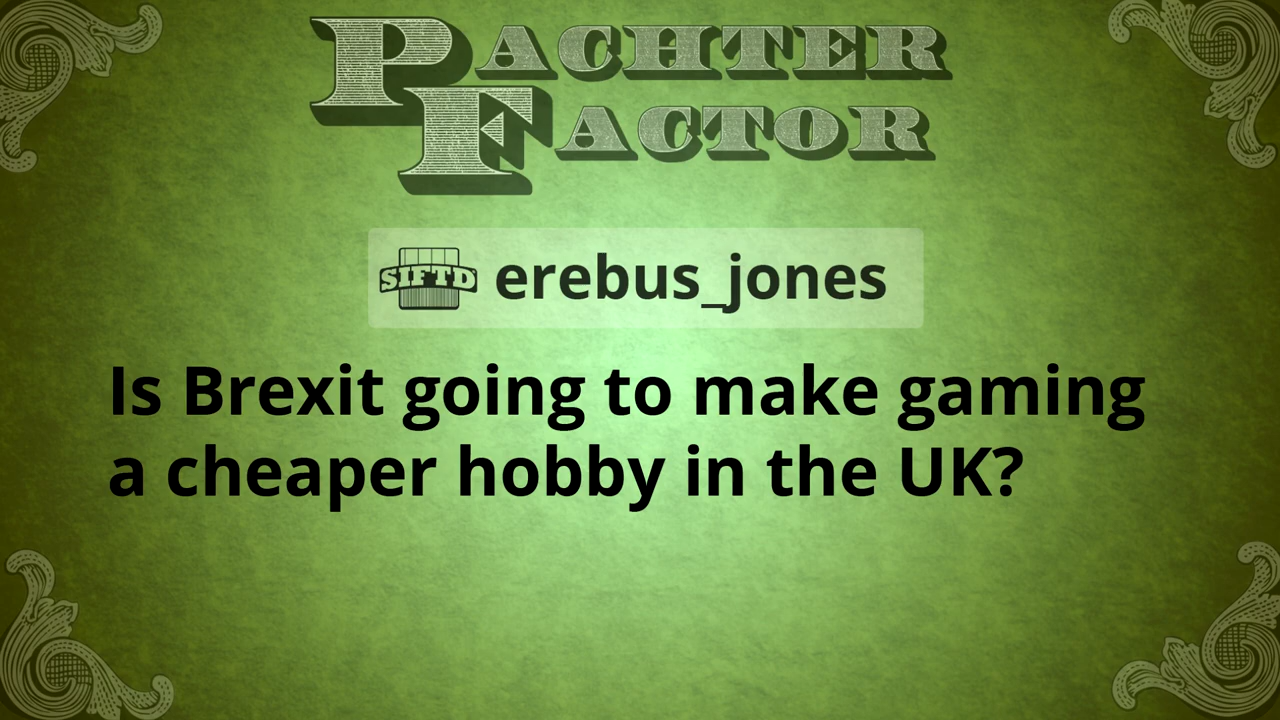 PACHTER
FACTOR
SIFTD erebus_jones
Is Brexit going to make gaming
a cheaper hobby in the UK?